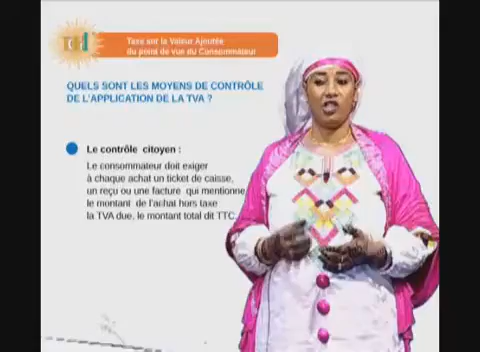 Taxe sur la Valeur Ajoutée
du point de vue du Consommateur
QUELS SONT LES MOYENS DE CONTRÔLE
DE L'APPLICATION DE LA TVA ?
Le contrôle citoyen :
Le consommateur doit exiger
à chaque achat un ticket de caisse,
un reçu ou une facture qui mentionne
le montant de l'achat hors taxe
la TVA due, le montant total dit TTC.